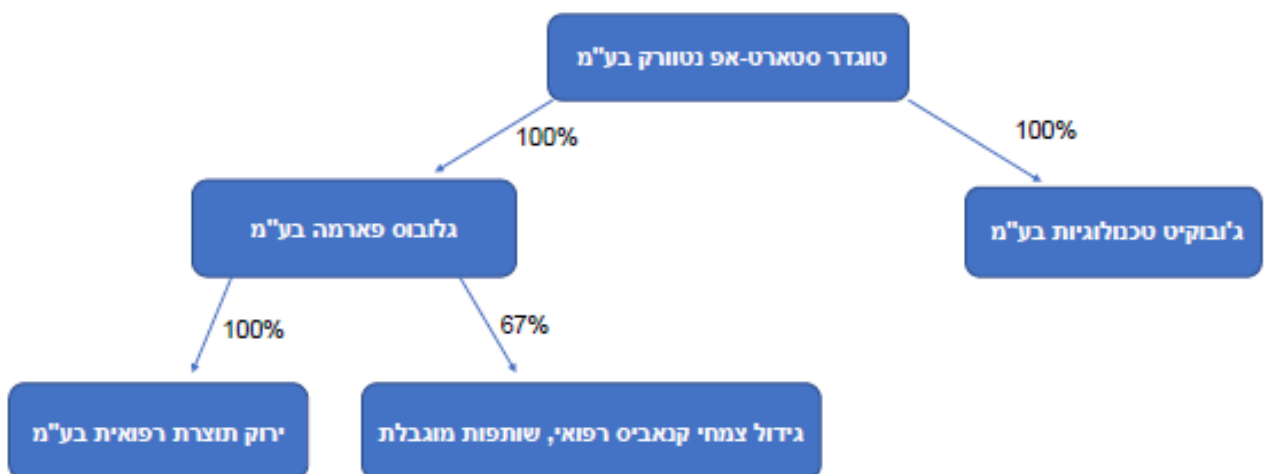 טוגדר סטארט-אפ נטוורק בע"מ
100%
100%
גלובוס פארמה בע"מ
ג'ובוקיט טכנולוגיות בע"מ
100%
67%
ירוק תוצרת רפואית בע"מ
גידול צמחי קנאביס רפואי, שותפות מוגבלת